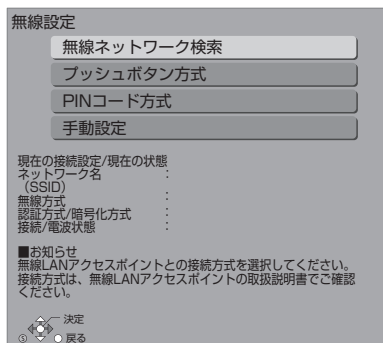 無線設定
無線ネットワーク検索
プッシュボタン方式
PINコード方式
手動設定
現在の接続設定/現在の状態
ネットワーク名 :
(SSID)
無線方式 :
認証方式/暗号化方式 :
接続/電波状態 :
■お知らせ
無線LANアクセスポイントとの接続方式を選択してください。
接続方式は、無線LANアクセスポイントの取扱説明書でご確認
ください。
決定
Ⓢ 戻る